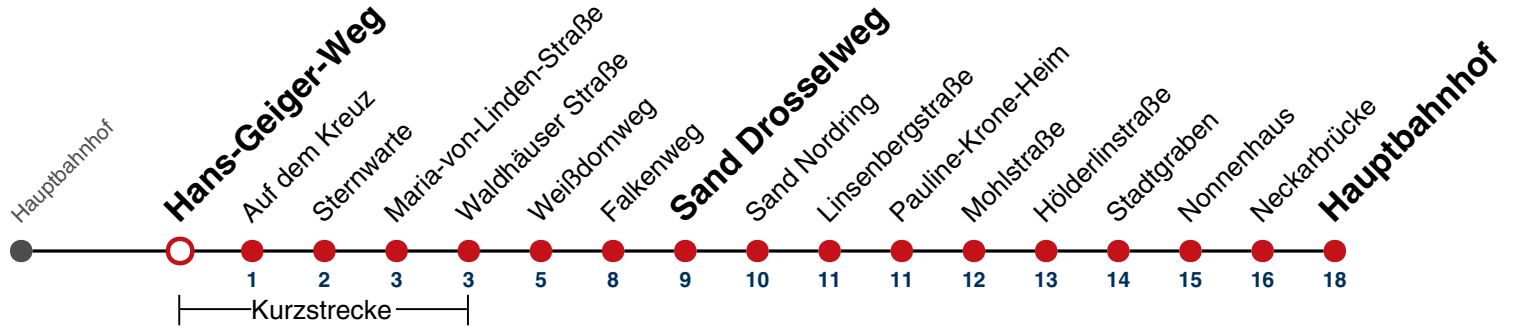 Hauptbahnhof
Hans-Geiger-Weg
Auf dem Kreuz
Sternwarte
Maria-von-Linden-Straße
Waldhäuser Straße
Weißdornweg
Falkenweg
Sand Drosselweg
Sand Nordring
Linsenbergstraße
Pauline-Krone-Heim
Mohlstraße
Hölderlinstraße
Stadtgraben
Nonnenhaus
Neckarbrücke
Hauptbahnhof
1 2 3 3 5 8 9 10 11 11 12 13 14 15 16 18
Kurzstrecke